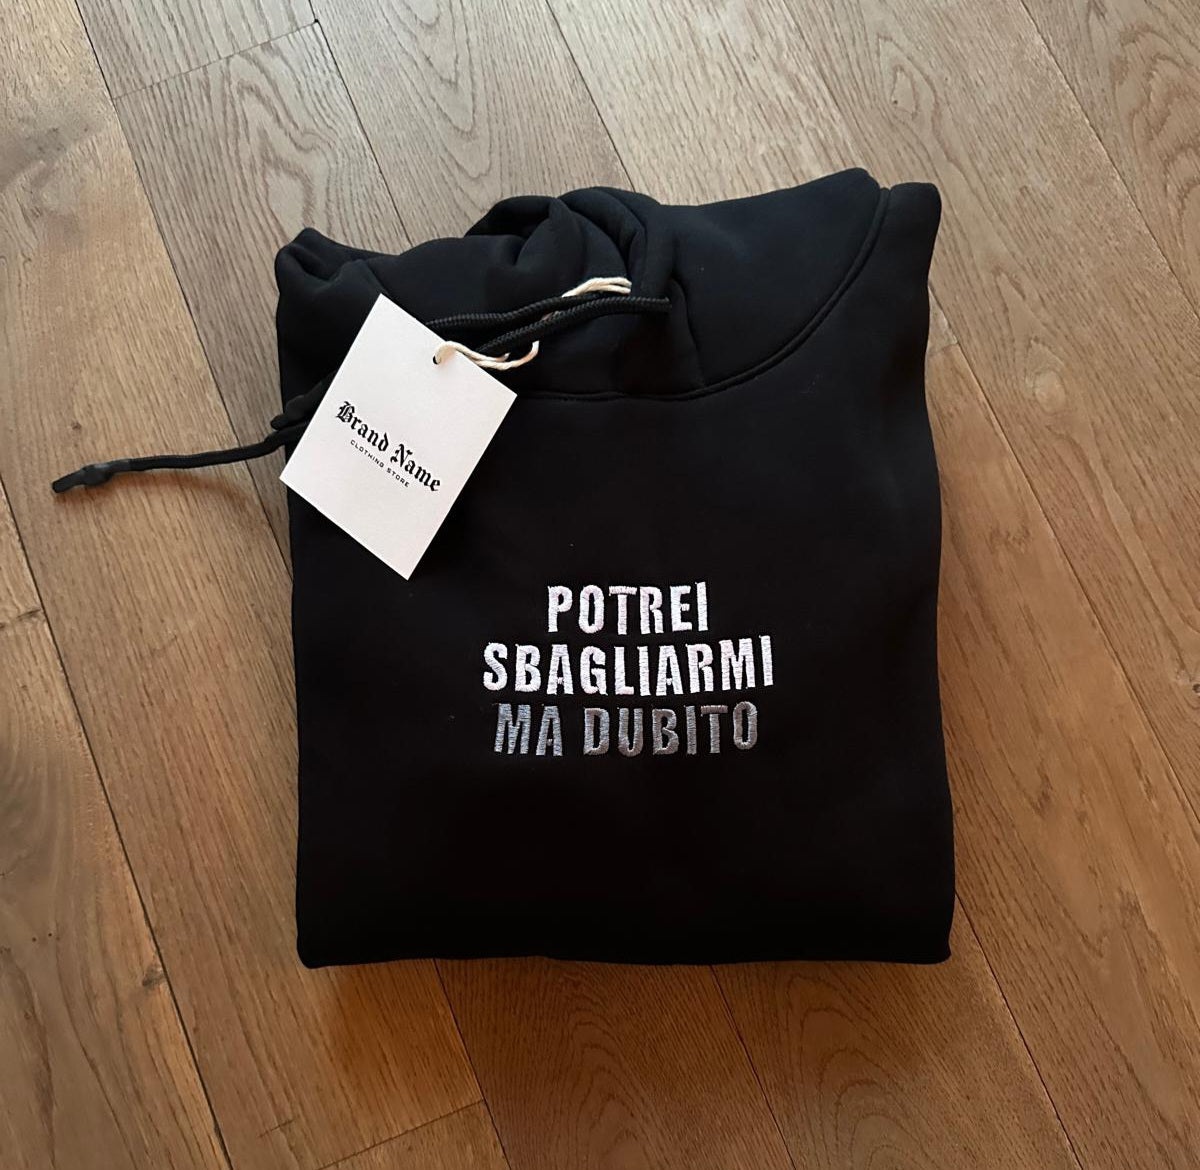 Brand Name
CLOTHING STORE
POTREI
SBAGLIARMI
MA DUBITO